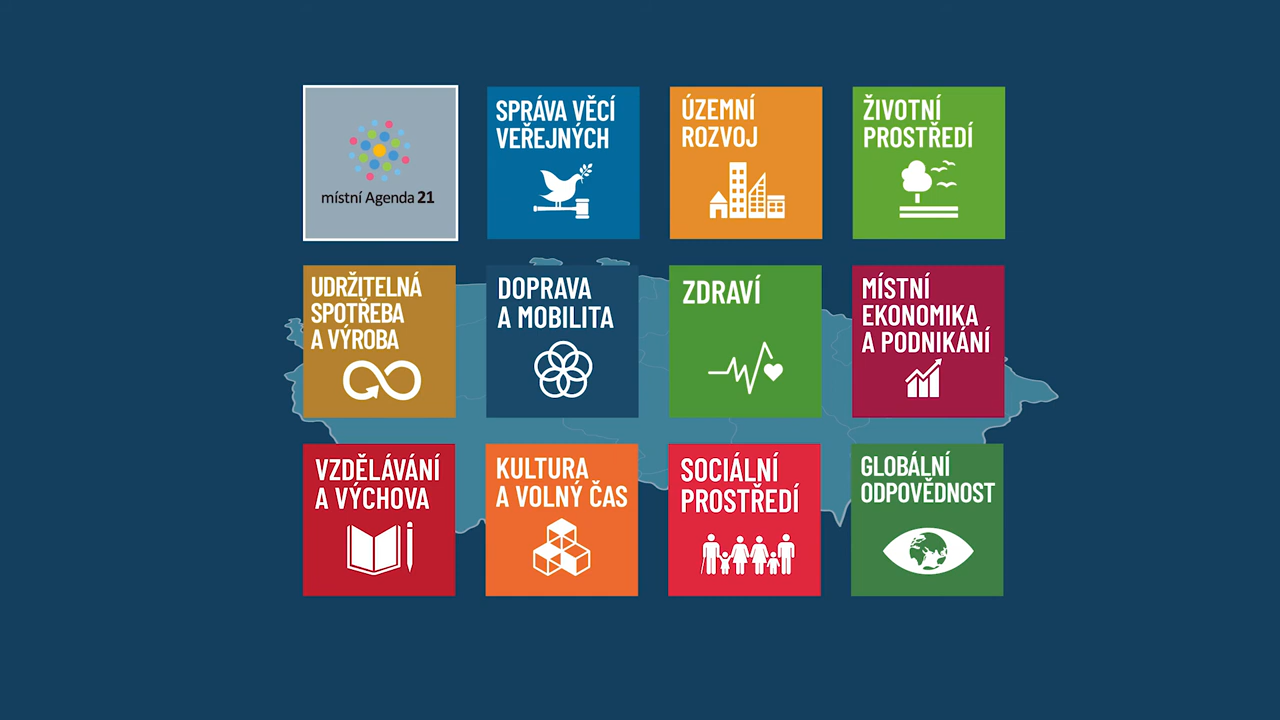 místní Agenda 21
SPRÁVA VĚCÍ
VEŘEJNÝCH
ÚZEMNÍ
ROZVOJ
ŽIVOTNÍ
PROSTŘEDÍ
UDRŽITELNÁ
SPOTŘEBA
A VÝROBA
DOPRAVA
A MOBILITA
ZDRAVÍ
MÍSTNÍ
EKONOMIKA
A PODNIKÁNÍ
VZDĚLÁVÁNÍ
A VÝCHOVA
KULTURA
A VOLNÝ ČAS
SOCIÁLNÍ
PROSTŘEDÍ
GLOBÁLNÍ
ODPOVĚDNOST